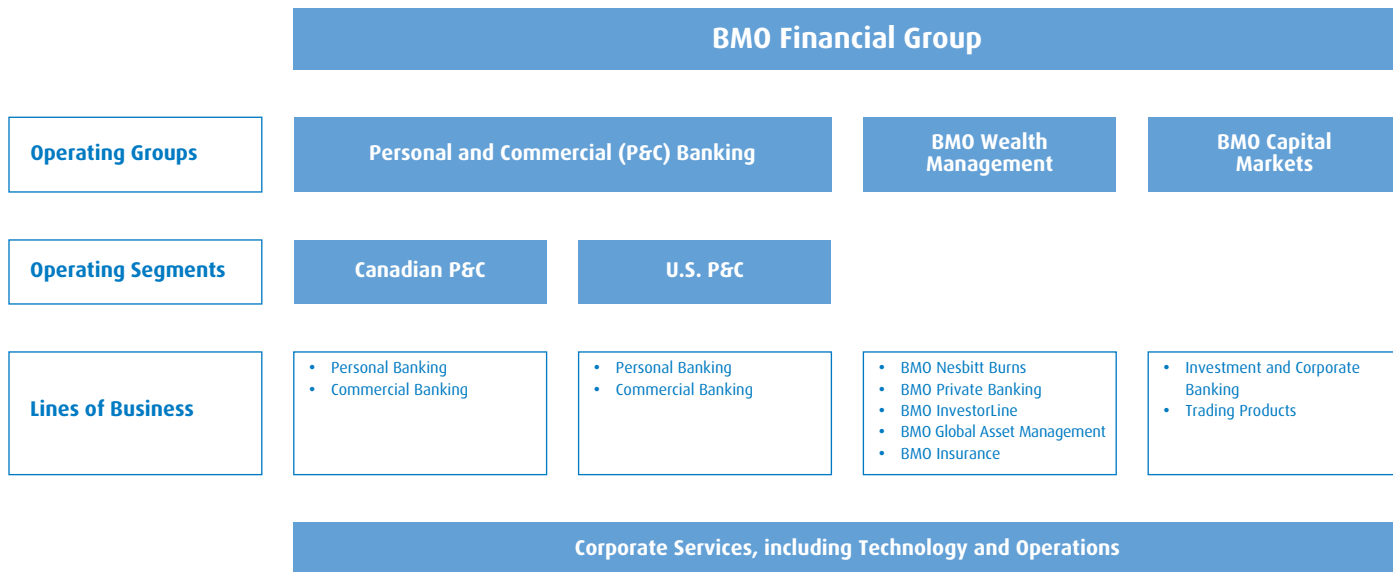 BMO Financial Group
Operating Groups
Personal and Commercial (P&C) Banking
BMO Wealth
Management
BMO Capital
Markets
Operating Segments
Canadian P&C
U.S. P&C
Lines of Business
• Personal Banking
• Commercial Banking
• Personal Banking
• Commercial Banking
• BMO Nesbitt Burns
• BMO Private Banking
• BMO InvestorLine
• BMO Global Asset Management
• BMO Insurance
• Investment and Corporate
Banking
• Trading Products
Corporate Services, including Technology and Operations